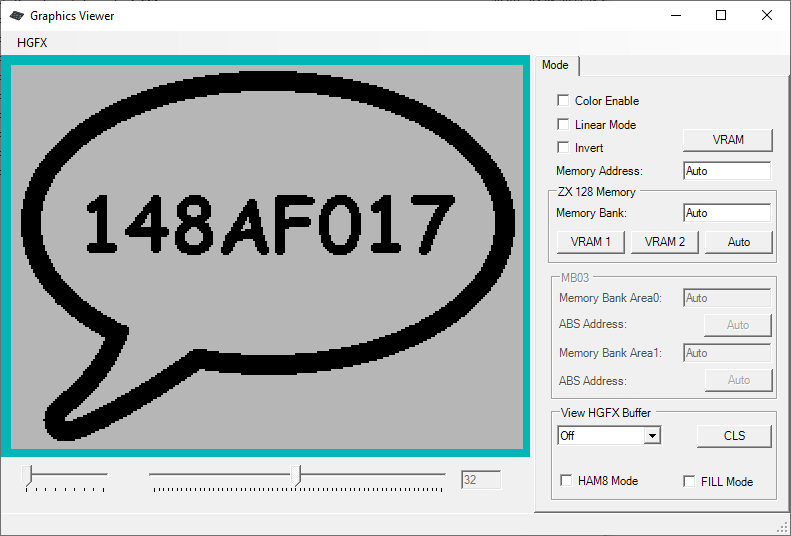 Graphics Viewer
HGFX
148AF017
32
Mode
Color Enable
Linear Mode
Invert
VRAM
Memory Address:
Auto
ZX 128 Memory
Memory Bank:
Auto
VRAM 1
VRAM 2
Auto
MB03
Memory Bank Area0:
Auto
ABS Address:
Auto
Memory Bank Area1:
Auto
ABS Address:
Auto
View HGFX Buffer
Off
CLS
HAM8 Mode
FILL Mode